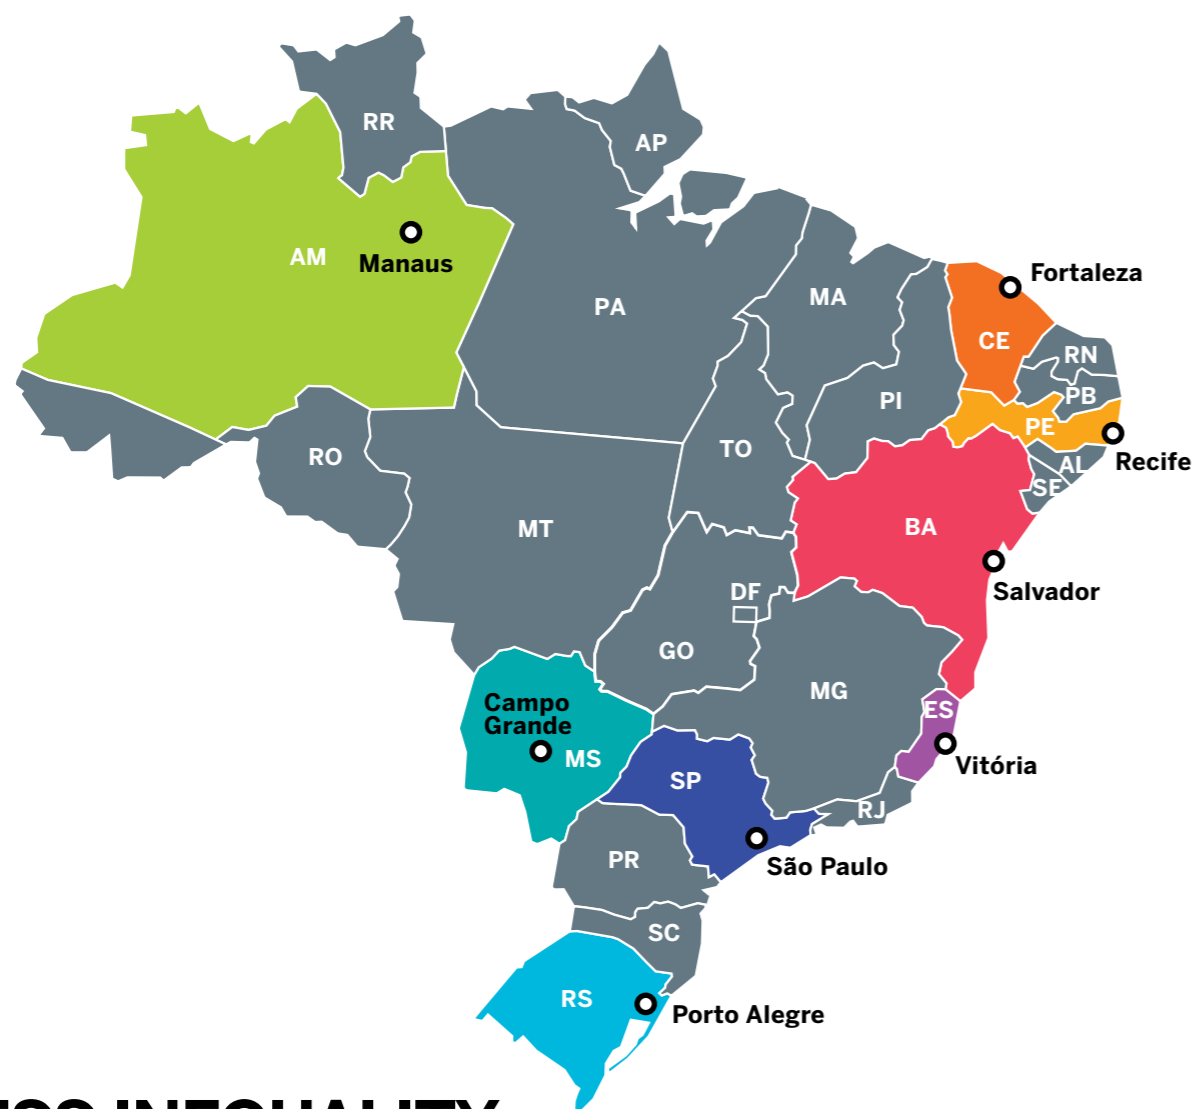 RR
AP
AM
Manaus
PA
MA
Fortaleza
CE
RN
PB
PI
PE
Recife
AL
SE
RO
TO
MT
BA
Salvador
DF
GO
MG
ES
Vitória
Campo
Grande
MS
SP
RJ
São Paulo
PR
SC
RS
Porto Alegre
INEQUALITY